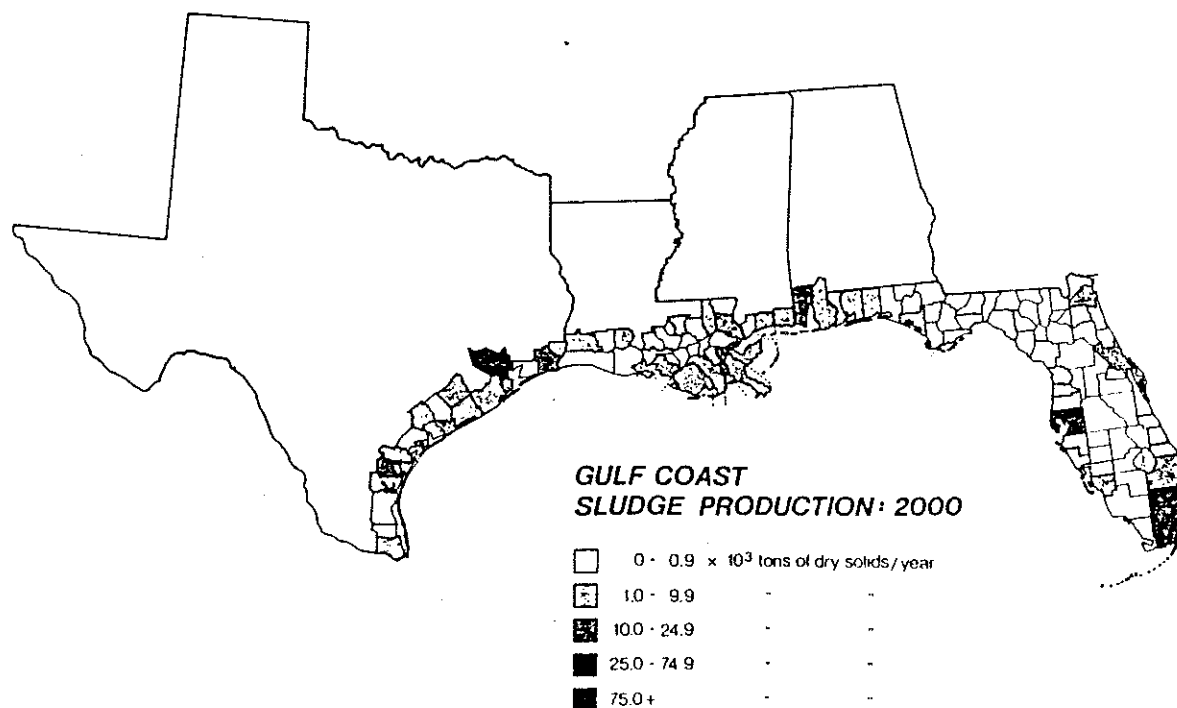 GULF COAST
SLUDGE PRODUCTION: 2000
0 - 0.9 × 10³ tons of dry solids/year
1.0 - 9.9 " "
10.0 - 24.9 " "
25.0 - 74.9 " "
75.0 + " "